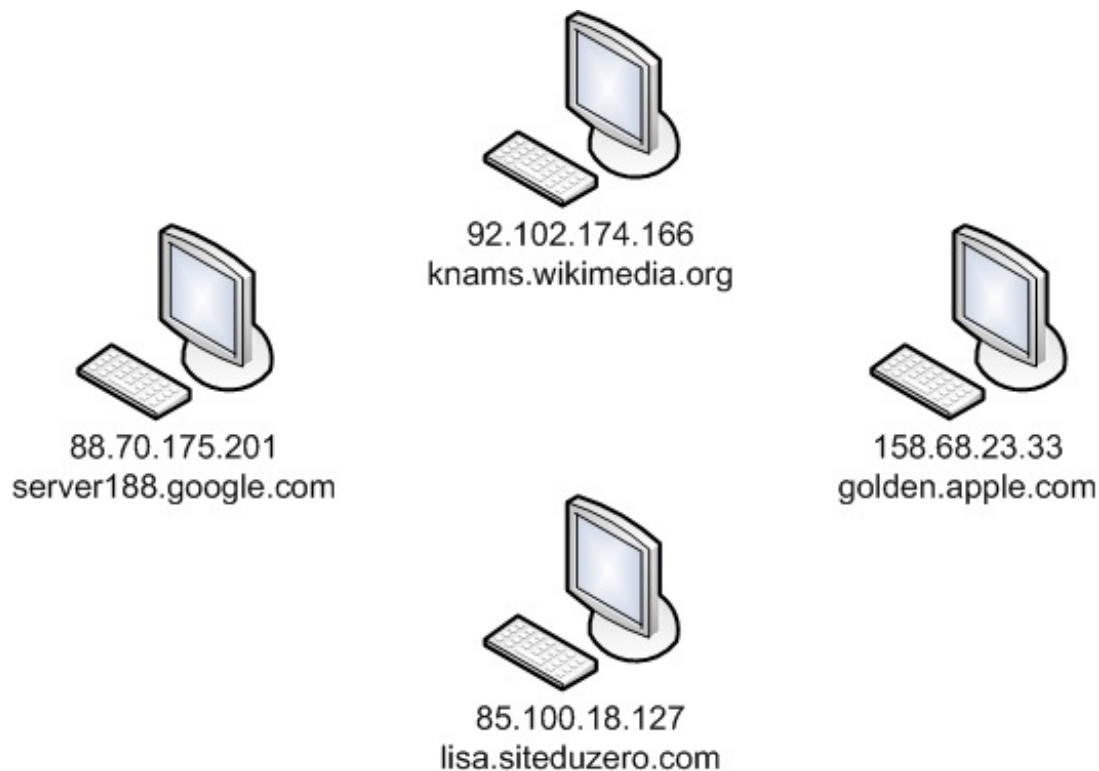 92.102.174.166
knams.wikimedia.org
88.70.175.201
server188.google.com
158.68.23.33
golden.apple.com
85.100.18.127
lisa.siteduzero.com